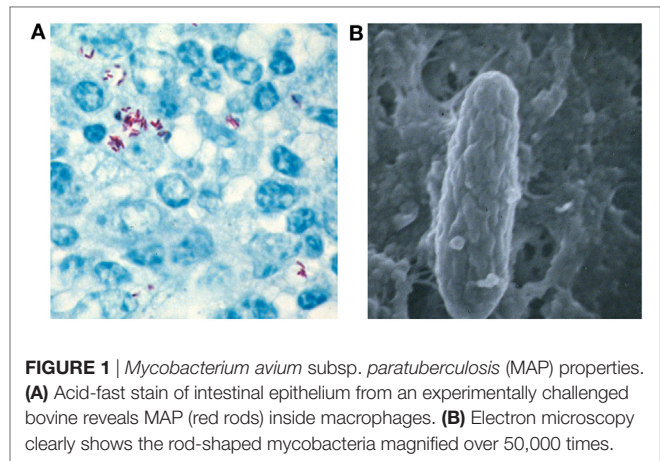 A
B
FIGURE 1 | Mycobacterium avium subsp. paratuberculosis (MAP) properties.
(A) Acid-fast stain of intestinal epithelium from an experimentally challenged
bovine reveals MAP (red rods) inside macrophages. (B) Electron microscopy
clearly shows the rod-shaped mycobacteria magnified over 50,000 times.